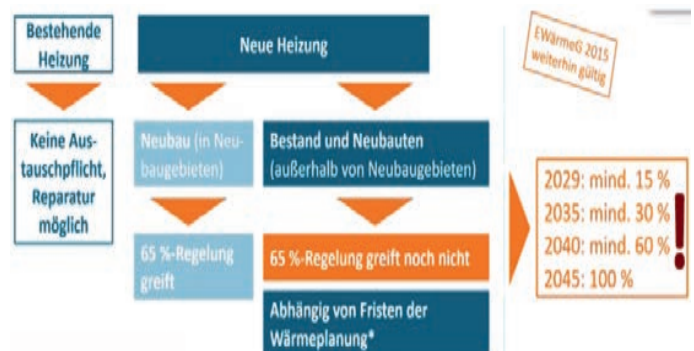 Bestehende
Heizung
Neue Heizung
EWärmeG 2015
weiterhin gültig
Keine Aus-
tauschpflicht,
Reparatur
möglich
Neubau (in Neu-
baugebieten)
Bestand und Neubauten
(außerhalb von Neubaugebieten)
65 %-Regelung
greift
65 %-Regelung greift noch nicht
Abhängig von Fristen der
Wärmeplanung*
2029: mind. 15 %
2035: mind. 30 %
2040: mind. 60 %
2045: 100 %
!